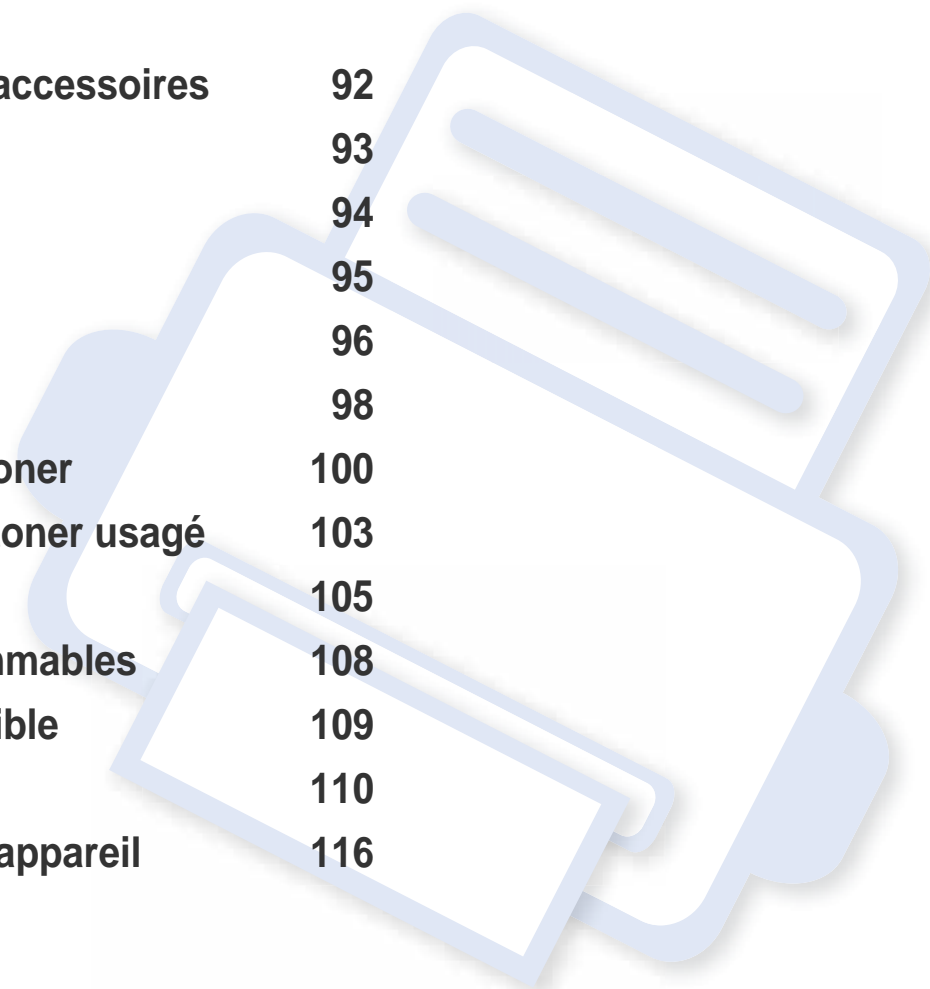 accessoires 92
93
94
95
96
98
oner 100
oner usagé 103
105
mables 108
ible 109
110
appareil 116